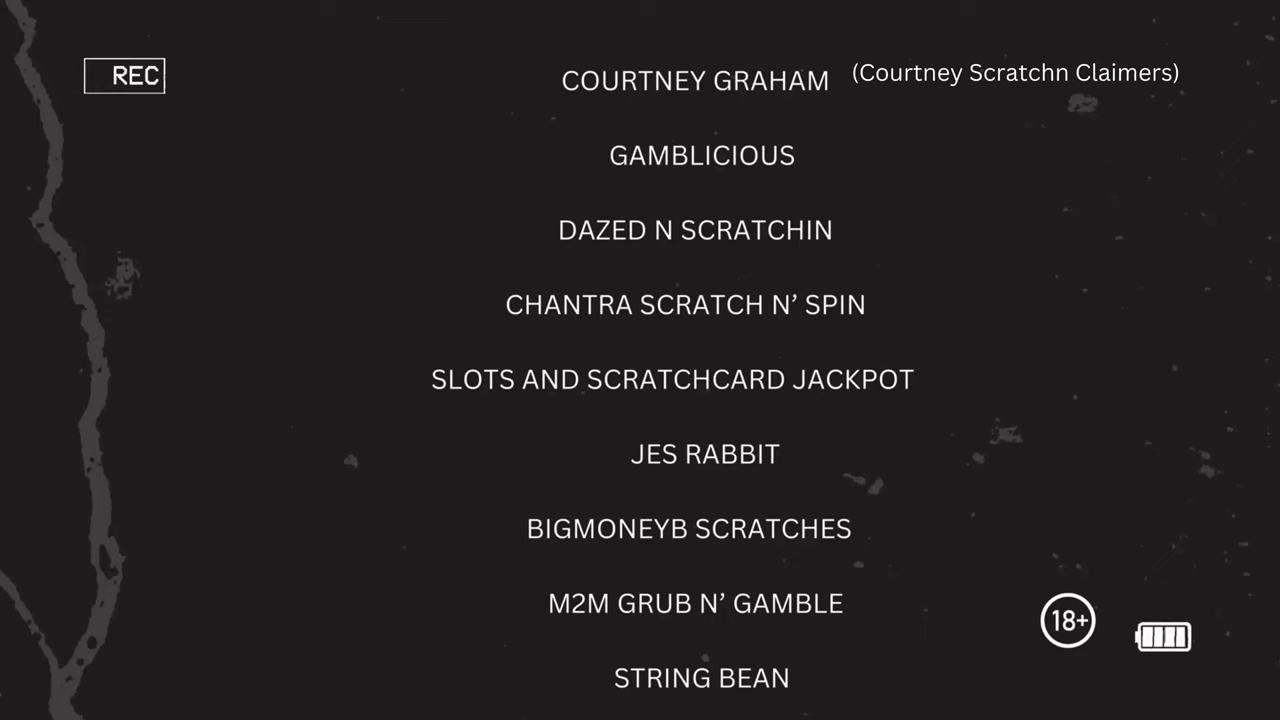 REC
COURTNEY GRAHAM (Courtney Scratchn Claimers)
GAMBLICIOUS
DAZED N SCRATCHIN
CHANTRA SCRATCH N’ SPIN
SLOTS AND SCRATCHCARD JACKPOT
JES RABBIT
BIGMONEYB SCRATCHES
M2M GRUB N’ GAMBLE
18+
STRING BEAN